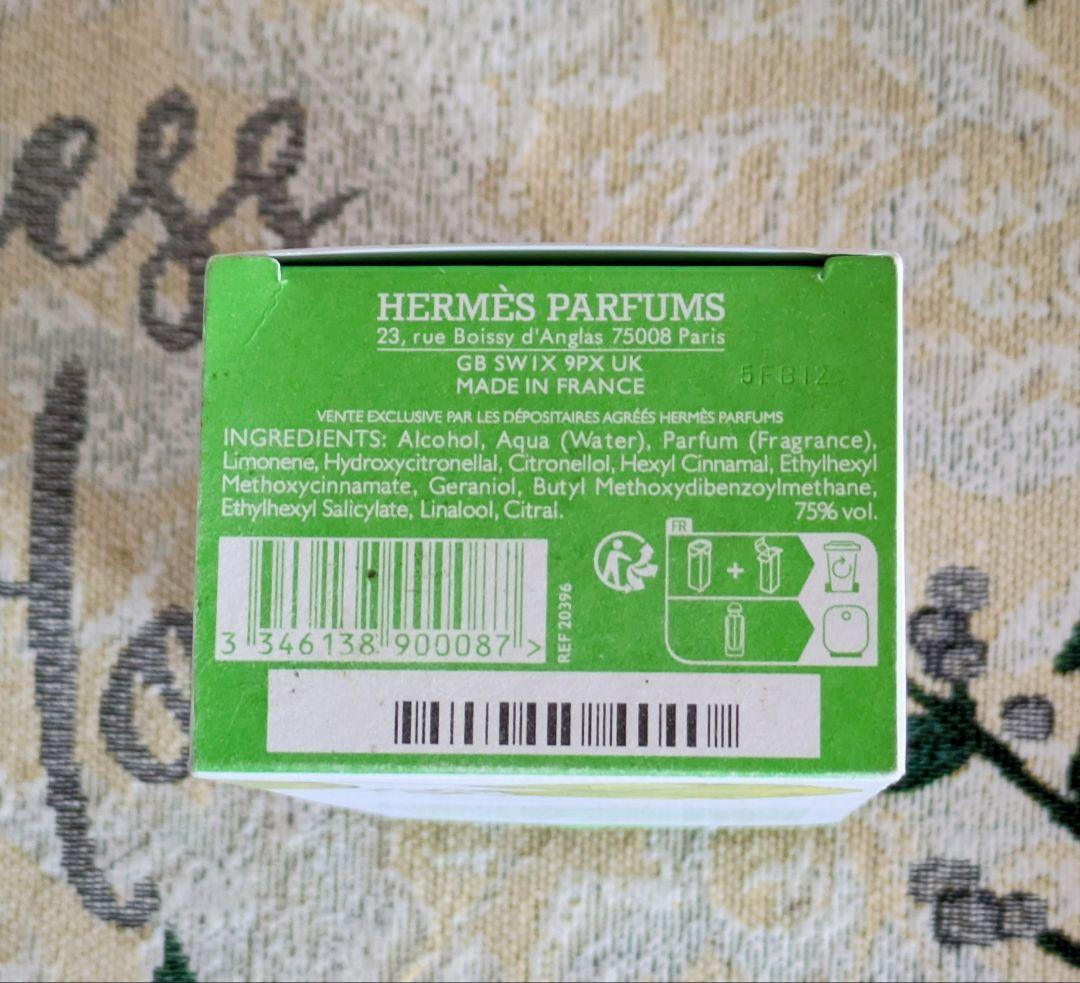 ess
HERMÈS PARFUMS
23, rue Boissy d'Anglas 75008 Paris
GB SW1X 9PX UK
MADE IN FRANCE
5FB12
VENTE EXCLUSIVE PAR LES DÉPOSITAIRES AGRÉÉS HERMÈS PARFUMS
INGREDIENTS: Alcohol, Aqua (Water), Parfum (Fragrance),
Limonene, Hydroxycitronellal, Citronellol, Hexyl Cinnamal, Ethylhexyl
Methoxycinnamate, Geraniol, Butyl Methoxydibenzoylmethane,
Ethylhexyl Salicylate, Linalool, Citral. 75% vol.
FR
3 346138 900087 >
REF 20396